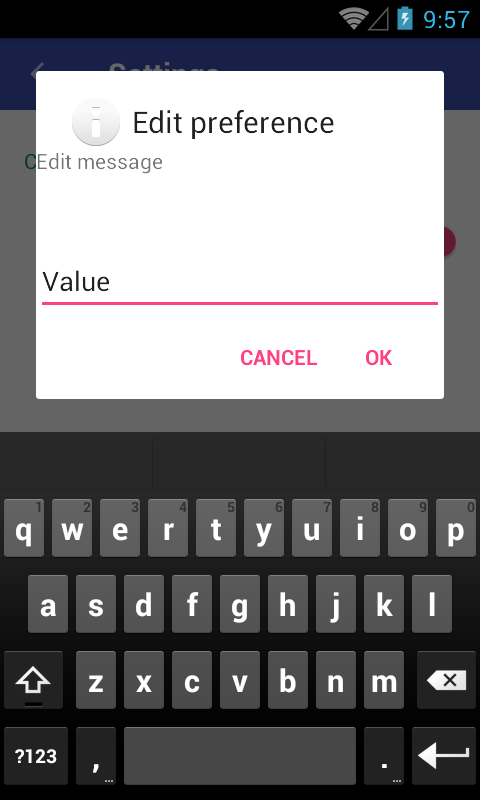 9:57
Settings
Edit preference
Edit message
Value
CANCEL OK
1 2 3 4 5 6 7 8 9 0
q w e r t y u i o p
a s d f g h j k l
z x c v b n m
?123 , ... . ...